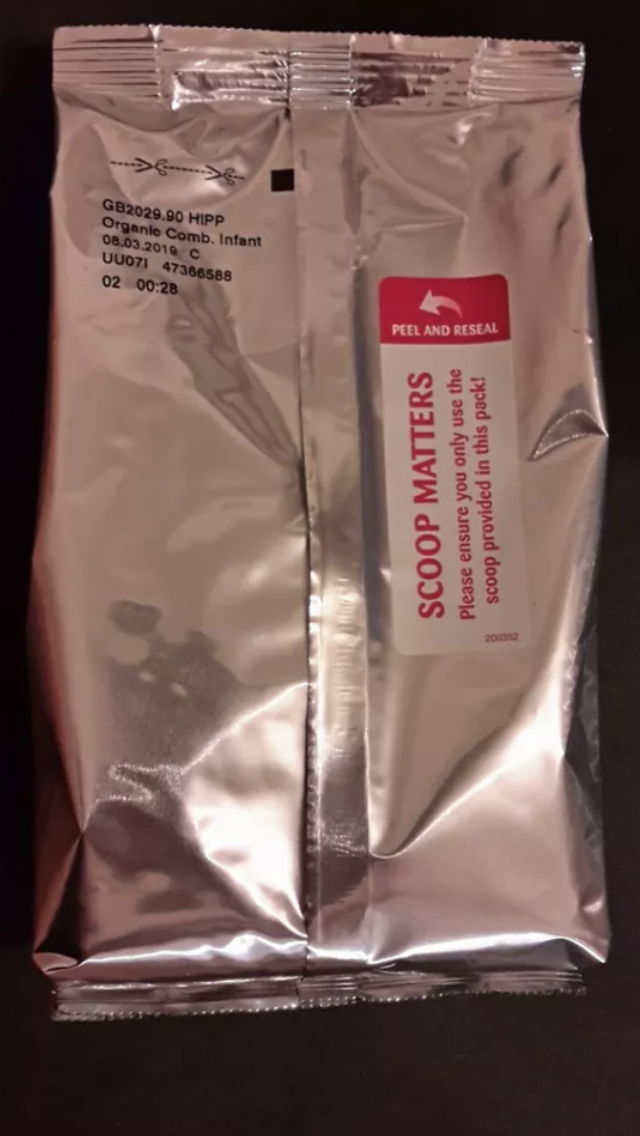 GB2029.90 HIPP
Organic Comb. Infant
08.03.2019 C
UU07I 47366588
02 00:28
PEEL AND RESEAL
SCOOP MATTERS
Please ensure you only use the
scoop provided in this pack!
200352